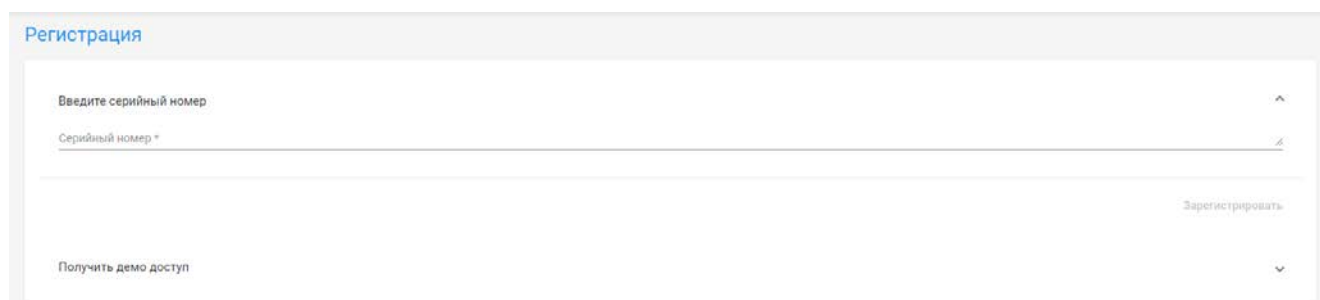 Регистрация
Введите серийный номер
Серийный номер *
Зарегистрировать
Получить демо доступ